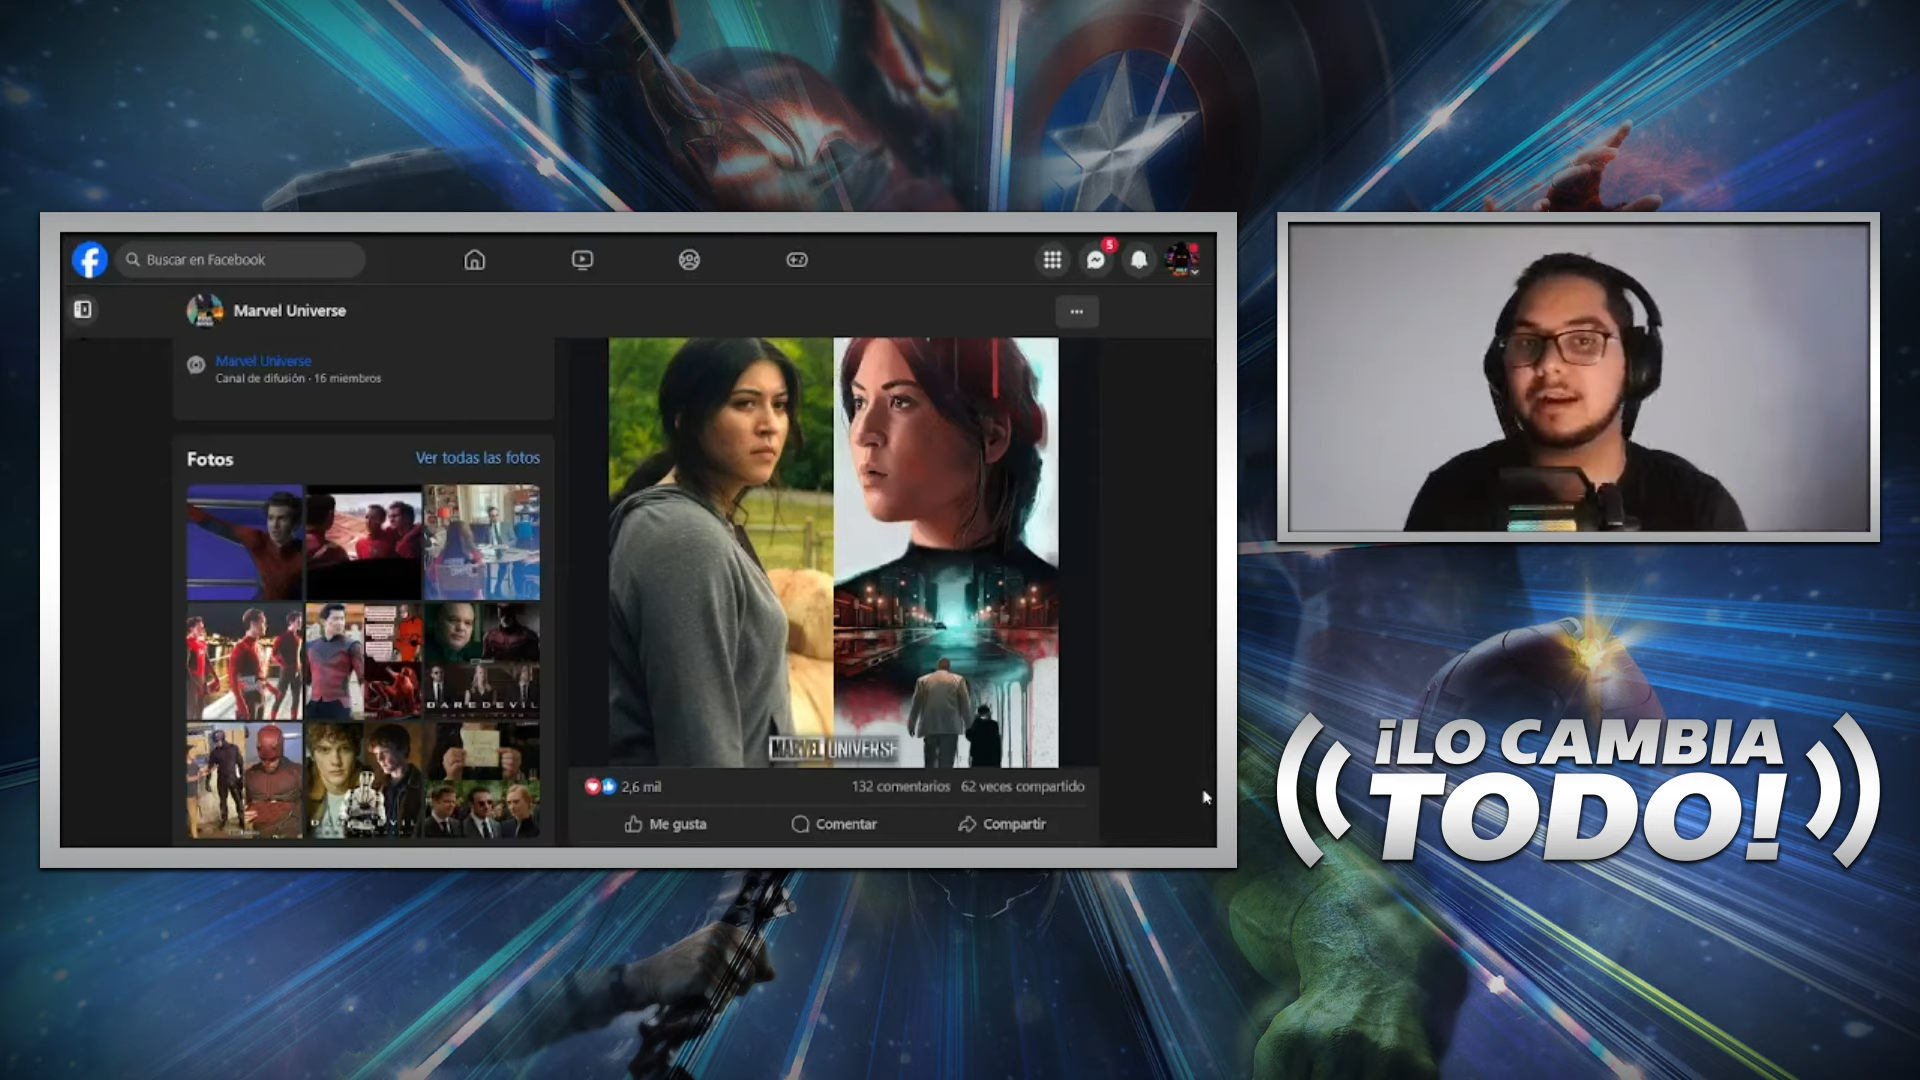 Buscar en Facebook
5
Marvel Universe
Marvel Universe
Canal de difusión · 16 miembros
Fotos
Ver todas las fotos
DAREDEVIL
MARVEL UNIVERSE
2,6 mil
132 comentarios
62 veces compartido
Me gusta
Comentar
Compartir
¡LO CAMBIA
TODO!